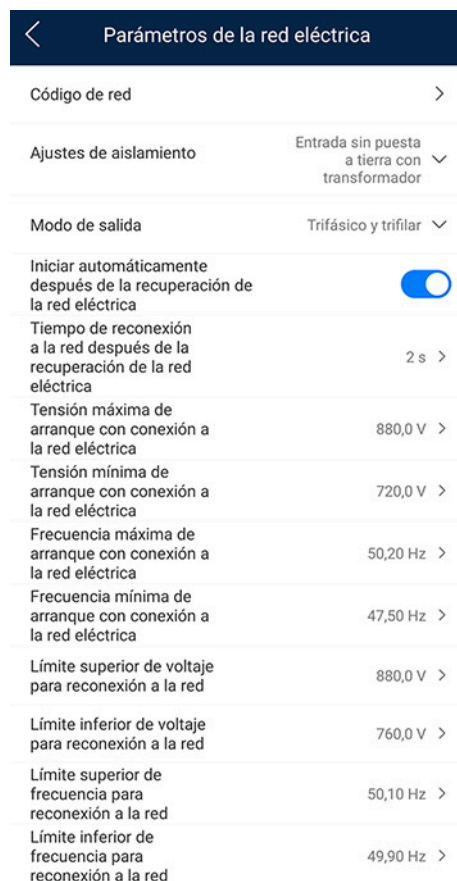 Parámetros de la red eléctrica
Código de red
Ajustes de aislamiento
Entrada sin puesta
a tierra con
transformador
Modo de salida
Trifásico y trifilar
Iniciar automáticamente
después de la recuperación de
la red eléctrica
Tiempo de reconexión
a la red después de la
recuperación de la red
eléctrica
2 s
Tensión máxima de
arranque con conexión a
la red eléctrica
880,0 V
Tensión mínima de
arranque con conexión a
la red eléctrica
720,0 V
Frecuencia máxima de
arranque con conexión a
la red eléctrica
50,20 Hz
Frecuencia mínima de
arranque con conexión a
la red eléctrica
47,50 Hz
Límite superior de voltaje
para reconexión a la red
880,0 V
Límite inferior de voltaje
para reconexión a la red
760,0 V
Límite superior de
frecuencia para
reconexión a la red
50,10 Hz
Límite inferior de
frecuencia para
reconexión a la red
49,90 Hz